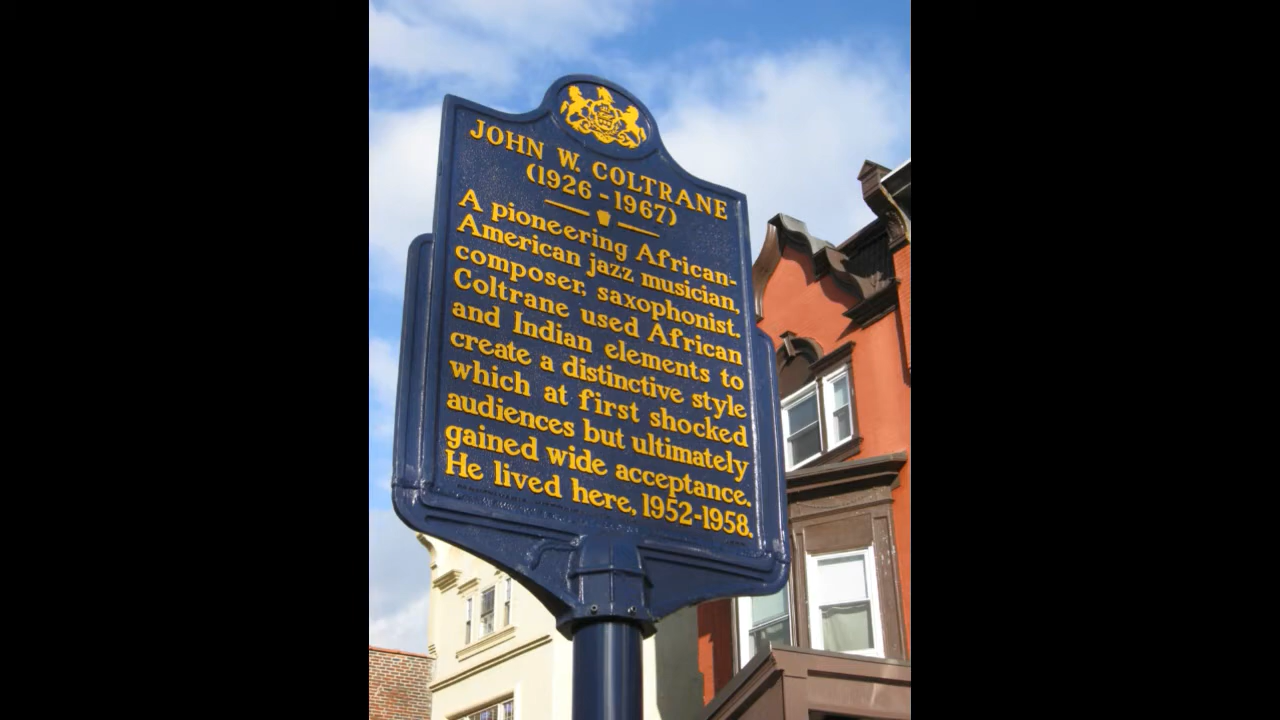 JOHN W. COLTRANE
(1926-1967)
A pioneering African-
American jazz musician,
composer, saxophonist.
Coltrane used African
and Indian elements to
create a distinctive style
which at first shocked
audiences but ultimately
gained wide acceptance.
He lived here, 1952-1958.